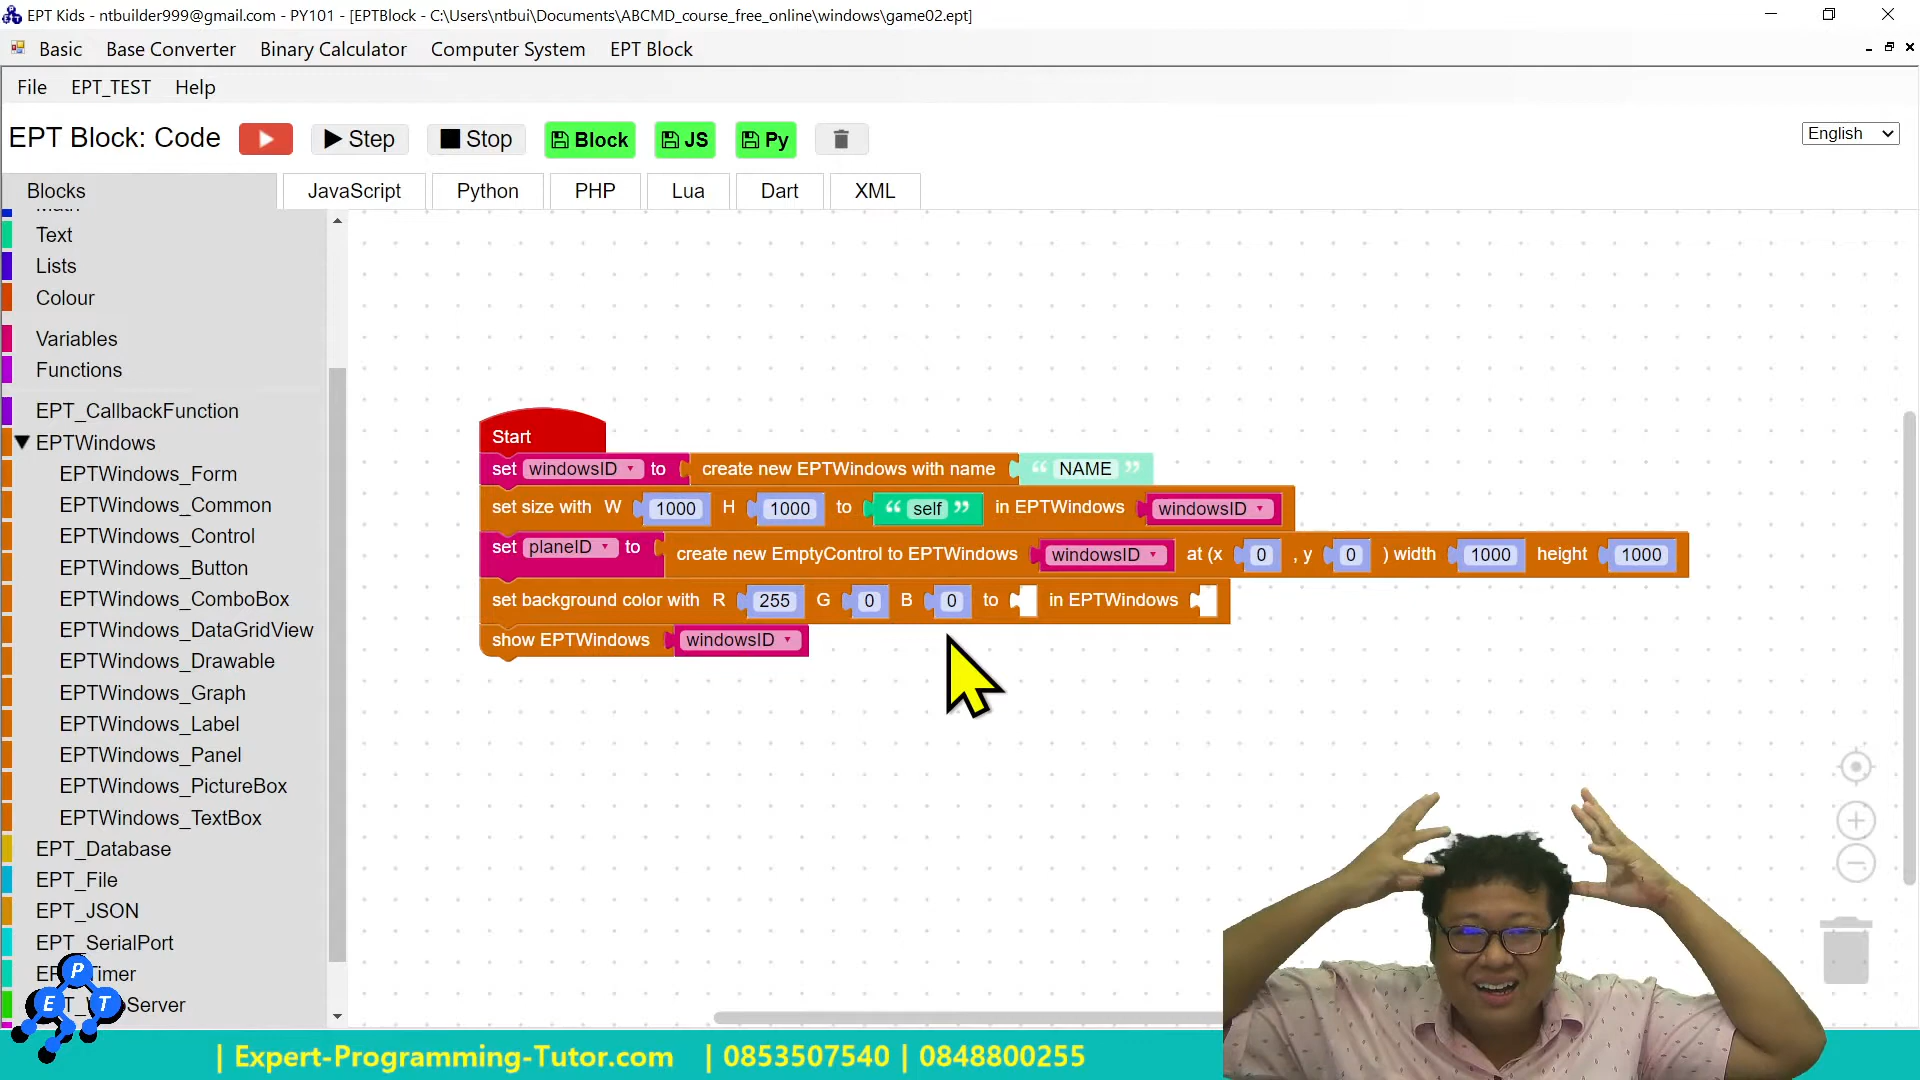 EPT Kids - ntbuilder999@gmail.com - PY101 - [EPTBlock - C:\Users\ntbui\Documents\ABCMD_course_free_online\windows\game02.ept]
Basic Base Converter Binary Calculator Computer System EPT Block
File EPT_TEST Help
EPT Block: Code Step Stop Block JS Py English
Blocks JavaScript Python PHP Lua Dart XML
Text
Lists
Colour
Variables
Functions
EPT_CallbackFunction
EPTWindows
EPTWindows_Form
EPTWindows_Common
EPTWindows_Control
EPTWindows_Button
EPTWindows_ComboBox
EPTWindows_DataGridView
EPTWindows_Drawable
EPTWindows_Graph
EPTWindows_Label
EPTWindows_Panel
EPTWindows_PictureBox
EPTWindows_TextBox
EPT_Database
EPT_File
EPT_JSON
EPT_SerialPort
Timer
Server
P
E T
Start
set windowsID to create new EPTWindows with name “ NAME ”
set size with W 1000 H 1000 to “ self ” in EPTWindows windowsID
set planeID to create new EmptyControl to EPTWindows windowsID at (x 0 , y 0 ) width 1000 height 1000
set background color with R 255 G 0 B 0 to in EPTWindows
show EPTWindows windowsID
| Expert-Programming-Tutor.com | 0853507540 | 0848800255